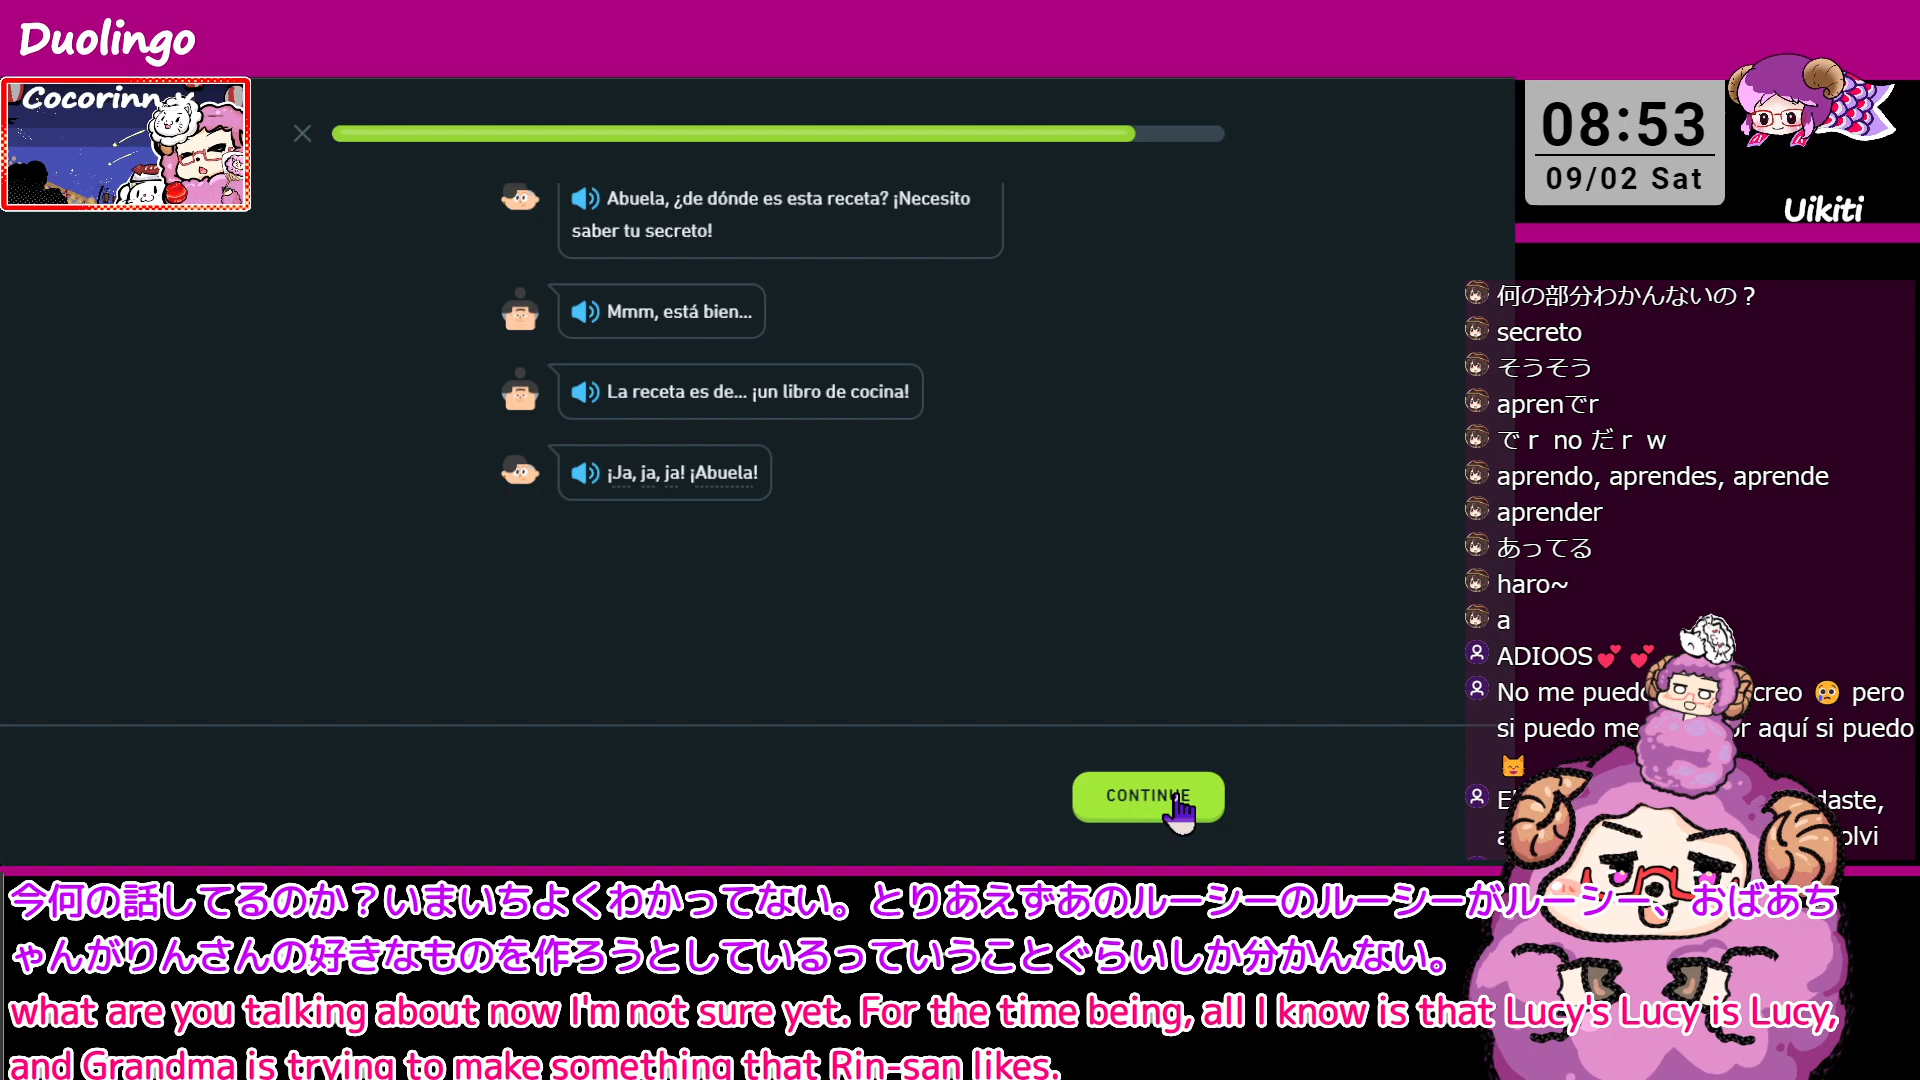 Duolingo
Cocorinn
08:53
09/02 Sat
Uikiti
Abuela, ¿de dónde es esta receta? ¡Necesito
saber tu secreto!
Mmm, está bien...
La receta es de... ¡un libro de cocina!
¡Ja, ja, ja! ¡Abuela!
CONTINUE
何の部分わかんないの？
secreto
そうそう
aprenでr
でｒ no だｒ ｗ
aprendo, aprendes, aprende
aprender
あってる
haro~
a
ADIOOS💕 💕
No me creo 😢 pero
si puedo aquí si puedo
😸
今何の話してるのか？いまいちよくわかってない。とりあえずあのルーシーのルーシーがルーシー、おばあち
ゃんがりんさんの好きなものを作ろうとしているっていうことぐらいしか分かんない。
what are you talking about now I'm not sure yet. For the time being, all I know is that Lucy's Lucy is Lucy,
and Grandma is trying to make something that Rin-san likes.